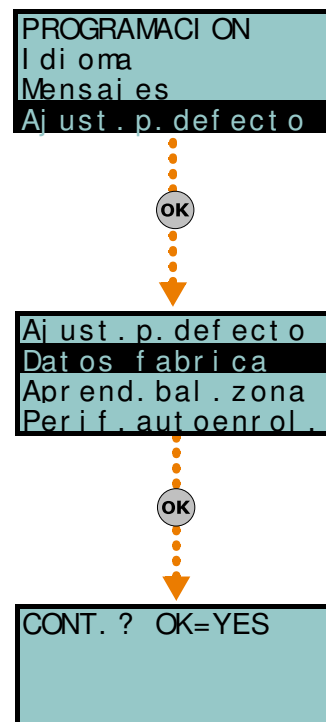 PROGRAMACION
Idioma
Mensajes
Ajust.p.defecto
OK
Ajust.p.defecto
Datos fabrica
Aprend.bal.zona
Perif.autoenrol.
OK
CONT.? OK=YES